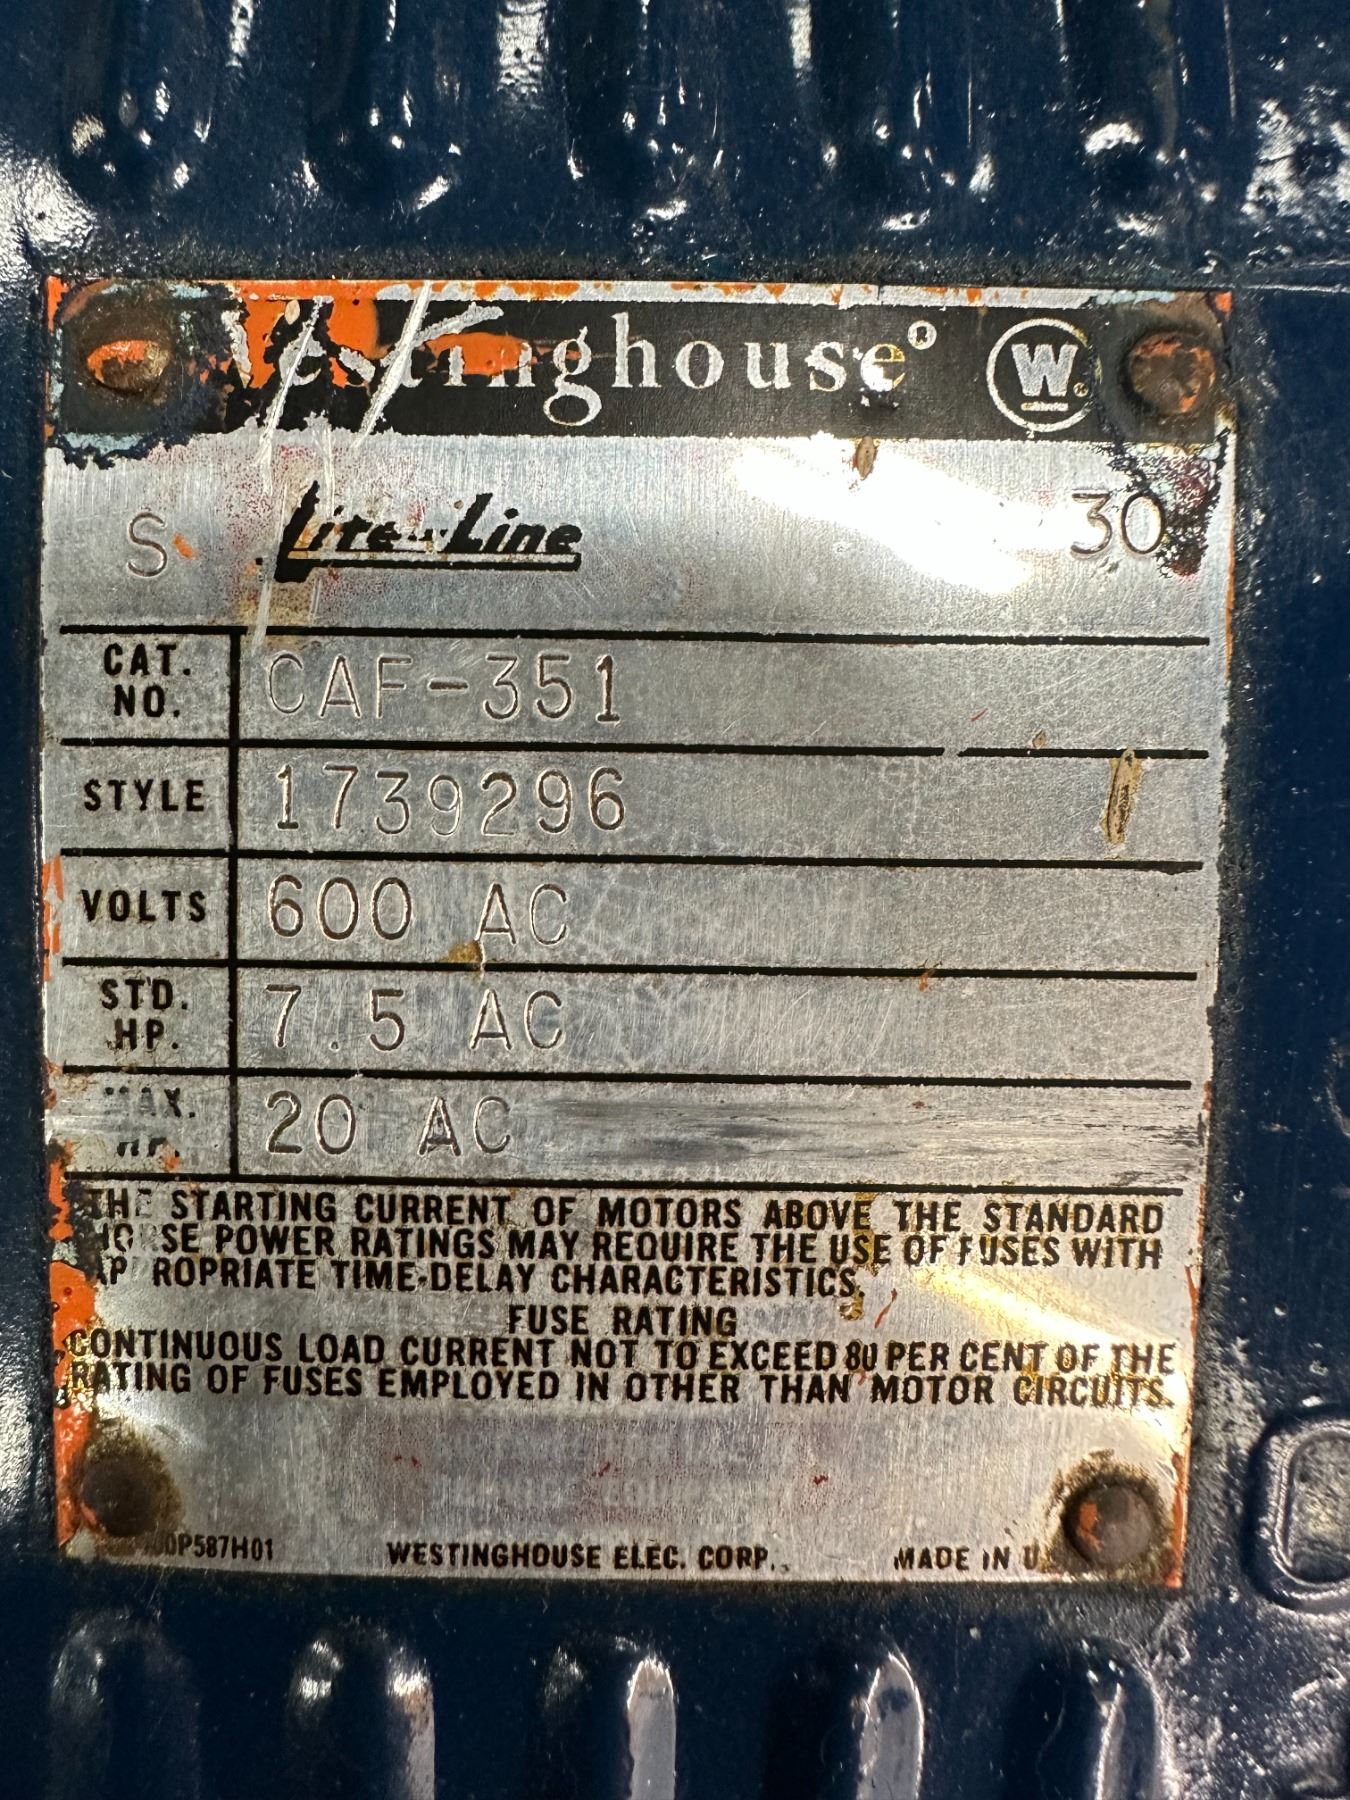 Westinghouse
W
S Life-Line 30
CAT. NO. CAF-351
STYLE 1739296
VOLTS 600 AC
STD. HP. 7.5 AC
MAX. HP. 20 AC
THE STARTING CURRENT OF MOTORS ABOVE THE STANDARD
HORSE POWER RATINGS MAY REQUIRE THE USE OF FUSES WITH
APPROPRIATE TIME-DELAY CHARACTERISTICS.
FUSE RATING
CONTINUOUS LOAD CURRENT NOT TO EXCEED 80 PER CENT OF THE
RATING OF FUSES EMPLOYED IN OTHER THAN MOTOR CIRCUITS.
WESTINGHOUSE ELEC. CORP. MADE IN